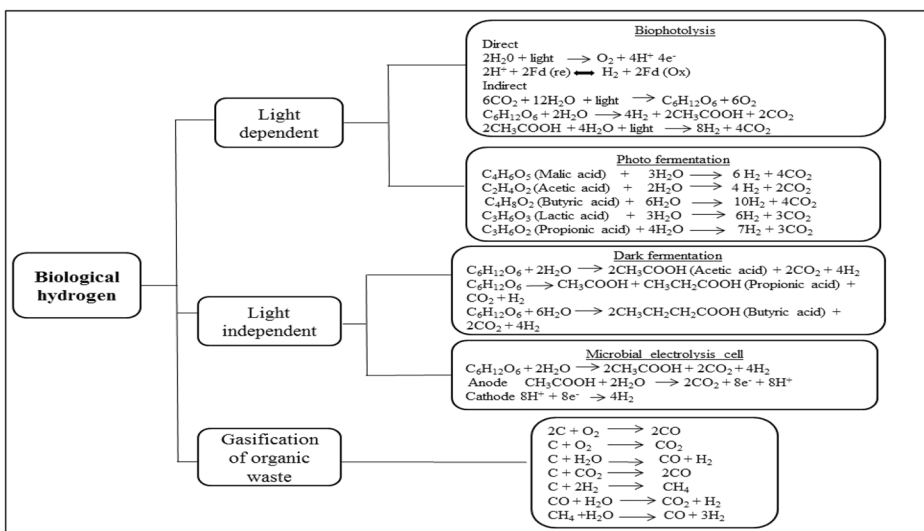 Biological
hydrogen
Light
dependent
Biophotolysis
Direct
2H₂0 + light → O₂ + 4H⁺ 4e⁻
2H⁺ + 2Fd (re) ⬌ H₂ + 2Fd (Ox)
Indirect
6CO₂ + 12H₂O + light → C₆H₁₂O₆ + 6O₂
C₆H₁₂O₆ + 2H₂O → 4H₂ + 2CH₃COOH + 2CO₂
2CH₃COOH + 4H₂O + light → 8H₂ + 4CO₂
Photo fermentation
C₄H₆O₅ (Malic acid) + 3H₂O → 6 H₂ + 4CO₂
C₂H₄O₂ (Acetic acid) + 2H₂O → 4 H₂ + 2CO₂
C₄H₈O₂ (Butyric acid) + 6H₂O → 10H₂ + 4CO₂
C₃H₆O₃ (Lactic acid) + 3H₂O → 6H₂ + 3CO₂
C₃H₆O₂ (Propionic acid) + 4H₂O → 7H₂ + 3CO₂
Light
independent
Dark fermentation
C₆H₁₂O₆ + 2H₂O → 2CH₃COOH (Acetic acid) + 2CO₂ + 4H₂
C₆H₁₂O₆ → CH₃COOH + CH₃CH₂COOH (Propionic acid) +
CO₂ + H₂
C₆H₁₂O₆ + 6H₂O → 2CH₃CH₂CH₂COOH (Butyric acid) +
2CO₂ + 4H₂
Microbial electrolysis cell
C₆H₁₂O₆ + 2H₂O → 2CH₃COOH + 2CO₂ + 4H₂
Anode CH₃COOH + 2H₂O → 2CO₂ + 8e⁻ + 8H⁺
Cathode 8H⁺ + 8e⁻ → 4H₂
Gasification
of organic
waste
2C + O₂ → 2CO
C + O₂ → CO₂
C + H₂O → CO + H₂
C + CO₂ → 2CO
C + 2H₂ → CH₄
CO + H₂O → CO₂ + H₂
CH₄ +H₂O → CO + 3H₂